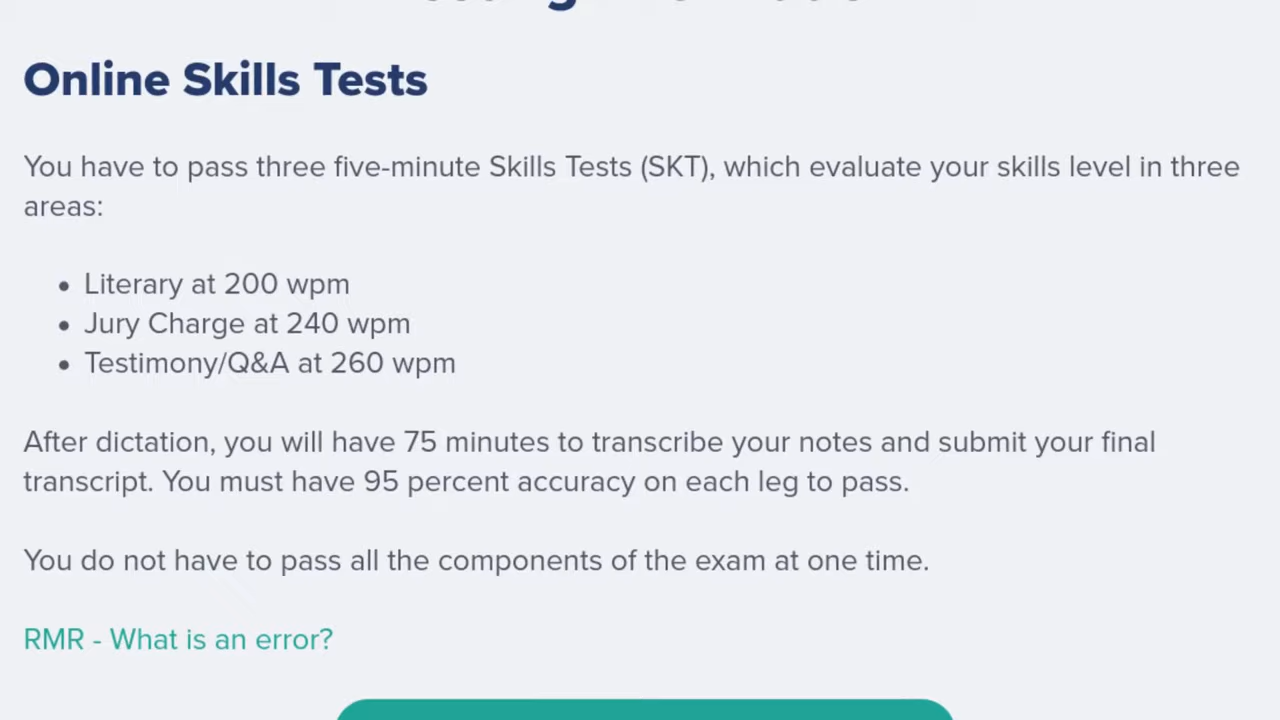 Online Skills Tests
You have to pass three five-minute Skills Tests (SKT), which evaluate your skills level in three
areas:
• Literary at 200 wpm
• Jury Charge at 240 wpm
• Testimony/Q&A at 260 wpm
After dictation, you will have 75 minutes to transcribe your notes and submit your final
transcript. You must have 95 percent accuracy on each leg to pass.
You do not have to pass all the components of the exam at one time.
RMR - What is an error?